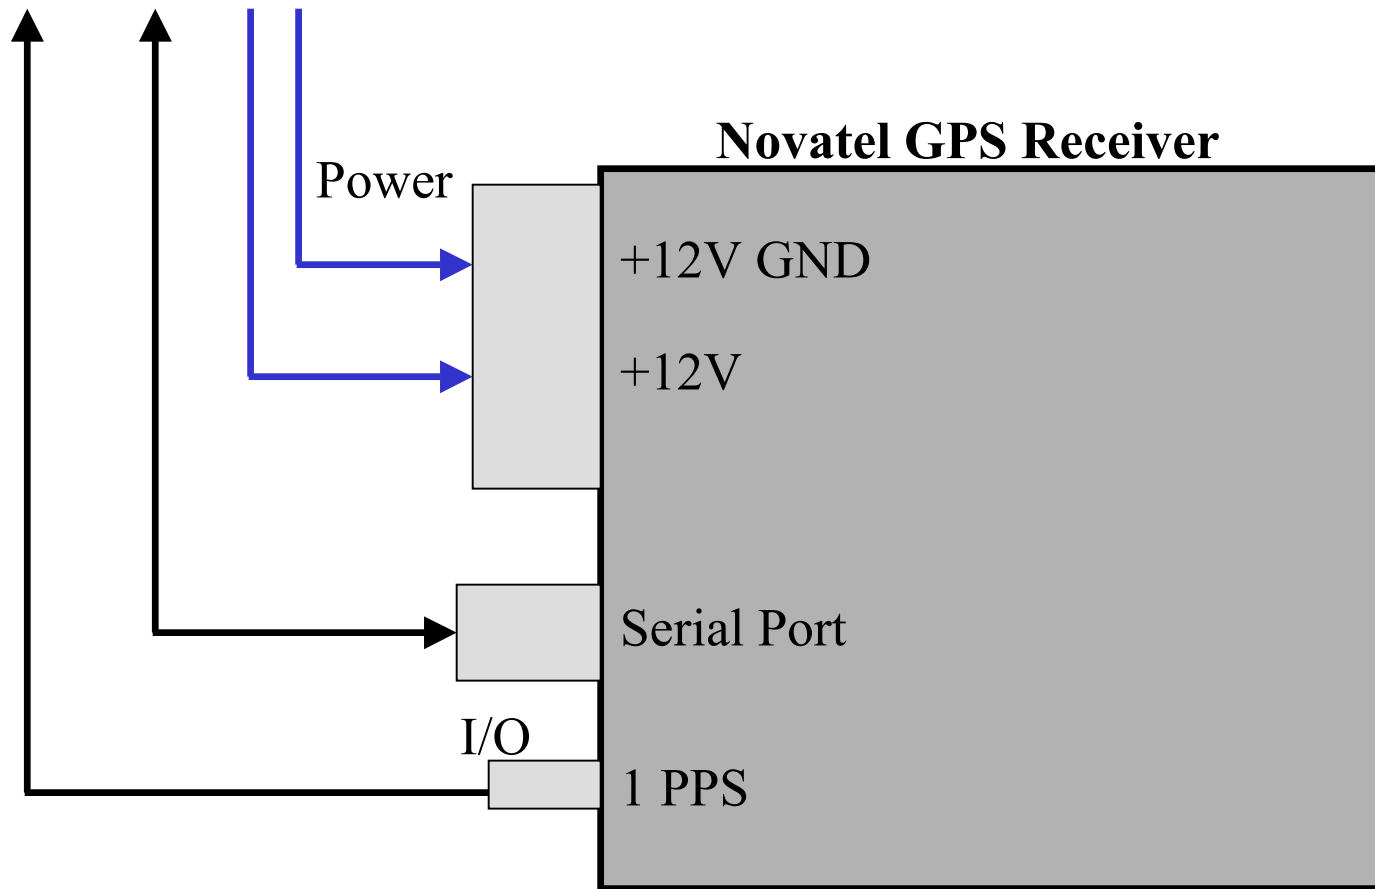 Novatel GPS Receiver
Power
+12V GND
+12V
Serial Port
I/O
1 PPS